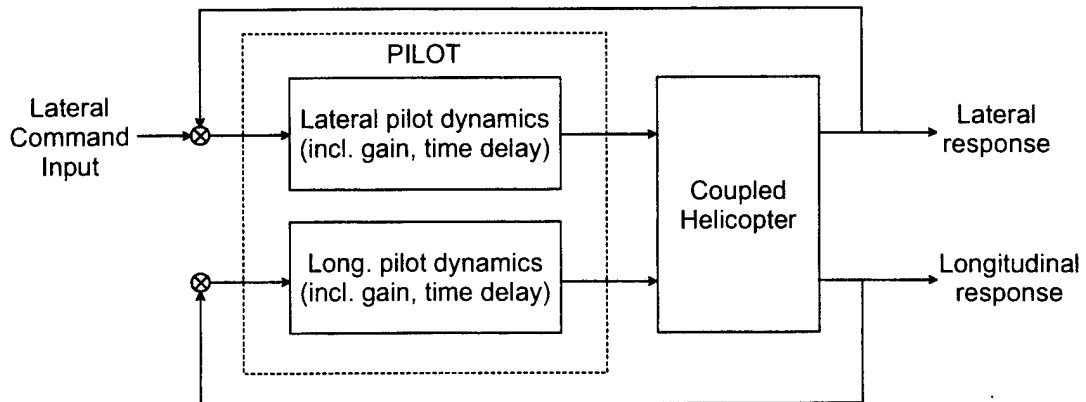 PILOT
Lateral
Command
Input
Lateral pilot dynamics
(incl. gain, time delay)
Lateral
response
Coupled
Helicopter
Long. pilot dynamics
(incl. gain, time delay)
Longitudinal
response